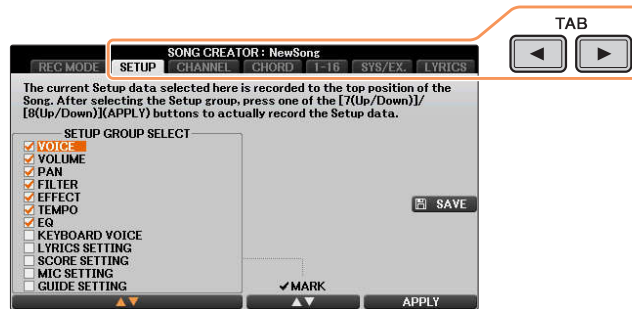 TAB
SONG CREATOR : NewSong
REC MODE SETUP CHANNEL CHORD 1-16 SYS/EX. LYRICS
The current Setup data selected here is recorded to the top position of the
Song. After selecting the Setup group, press one of the [7(Up/Down)]/
[8(Up/Down)](APPLY) buttons to actually record the Setup data.
SETUP GROUP SELECT
VOICE
VOLUME
PAN
FILTER
EFFECT
TEMPO
EQ
KEYBOARD VOICE
LYRICS SETTING
SCORE SETTING
MIC SETTING
GUIDE SETTING
SAVE
MARK
APPLY